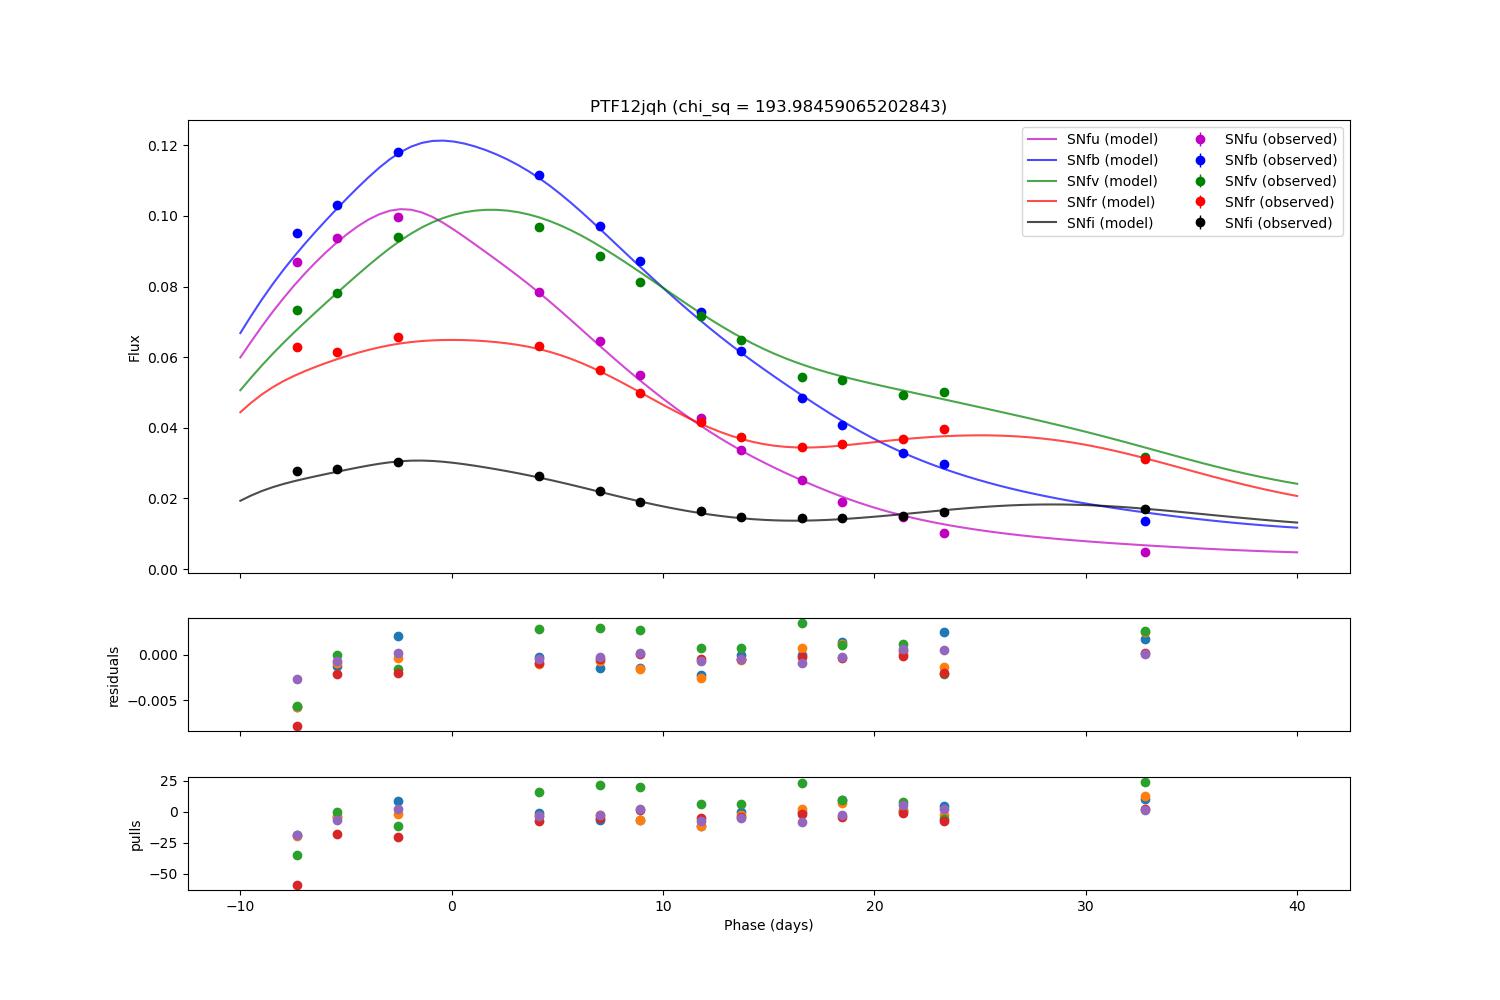 PTF12jqh (chi_sq = 193.98459065202843)
SNfu (model) SNfu (observed)
SNfb (model) SNfb (observed)
SNfv (model) SNfv (observed)
SNfr (model) SNfr (observed)
SNfi (model) SNfi (observed)
Flux
0.12
0.10
0.08
0.06
0.04
0.02
0.00
residuals
0.000
−0.005
pulls
25
0
−25
−50
−10 0 10 20 30 40
Phase (days)